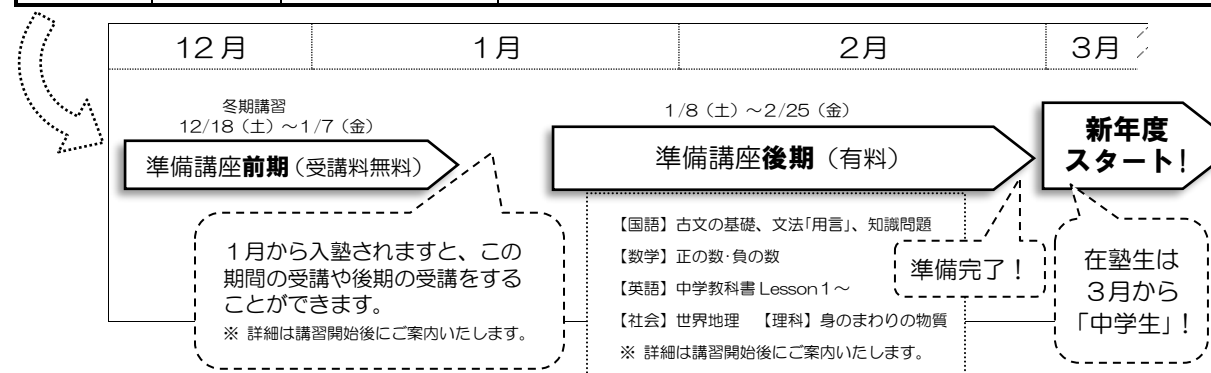 12月
1月
2月
3月
冬期講習
12/18（土）～1/7（金）
準備講座前期（受講料無料）
1/8（土）～2/25（金）
準備講座後期（有料）
新年度
スタート！
１月から入塾されますと、この
期間の受講や後期の受講をする
ことができます。
※ 詳細は講習開始後にご案内いたします。
【国語】古文の基礎、文法「用言」、知識問題
【数学】正の数・負の数
【英語】中学教科書 Lesson１～
【社会】世界地理　【理科】身のまわりの物質
※ 詳細は講習開始後にご案内いたします。
準備完了！
在塾生は
３月から
「中学生」！